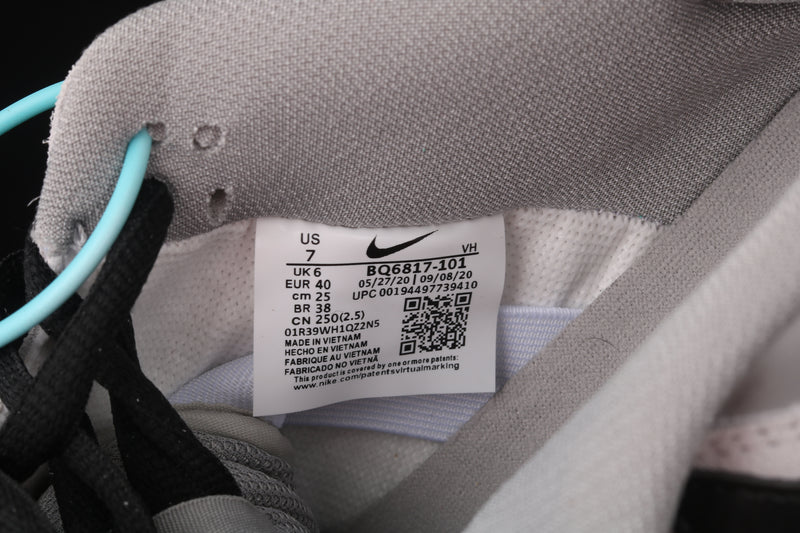 US
7
VH
UK 6
BQ6817-101
EUR 40
05/27/20 | 09/08/20
cm 25
UPC 00194497739410
BR 38
CN 250(2.5)
01R39WH1QZ2N5
MADE IN VIETNAM
HECHO EN VIETNAM
FABRIQUE AU VIETNAM
FABRICADO NO VIETNÃ
This product is covered by one or more patents:
www.nike.com/patentsvirtualmarking